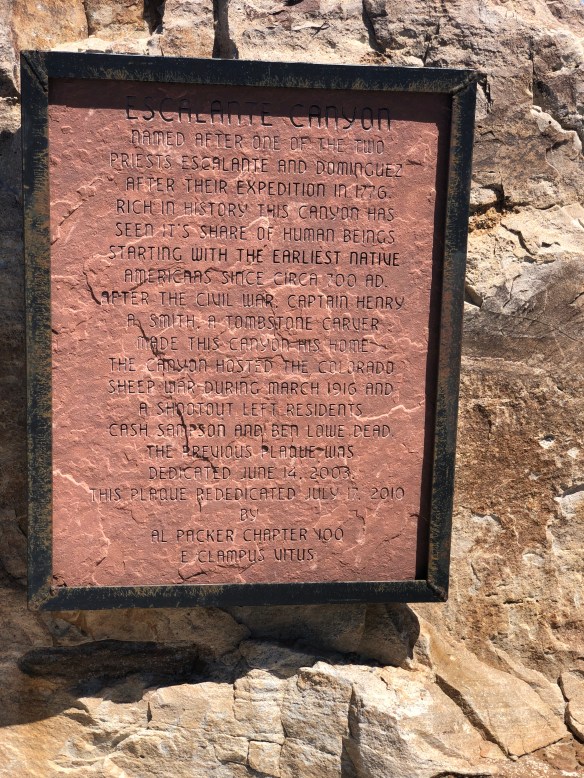 ESCALANTE CANYON
NAMED AFTER ONE OF THE TWO
PRIESTS ESCALANTE AND DOMINGUEZ
AFTER THEIR EXPEDITION IN 1776.
RICH IN HISTORY THIS CANYON HAS
SEEN IT'S SHARE OF HUMAN BEINGS
STARTING WITH THE EARLIEST NATIVE
AMERICANS SINCE CIRCA 700 AD.
AFTER THE CIVIL WAR, CAPTAIN HENRY
A. SMITH, A TOMBSTONE CARVER
MADE THIS CANYON HIS HOME
THE CANYON HOSTED THE COLORADO
SHEEP WAR DURING MARCH 1916 AND
A SHOOTOUT LEFT RESIDENTS
CASH SAMPSON AND BEN LOWE DEAD.
THE PREVIOUS PLAQUE WAS
DEDICATED JUNE 14, 2003.
THIS PLAQUE REDEDICATED JULY 17, 2010
BY
AL PACKER CHAPTER 100
E CLAMPUS VITUS